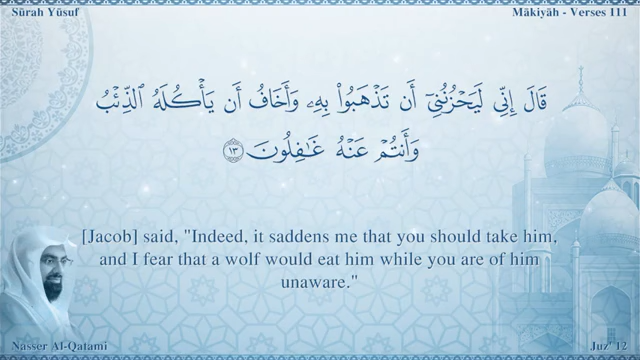 Sūrah Yūsuf
Mākiyāh - Verses 111
قَالَ إِنِّي لَيَحْزُنُنِيٓ أَن تَذْهَبُوا۟ بِهِۦ وَأَخَافُ أَن يَأْكُلَهُ ٱلذِّئْبُ
وَأَنتُمْ عَنْهُ غَـٰفِلُونَ ١٣
[Jacob] said, "Indeed, it saddens me that you should take him,
and I fear that a wolf would eat him while you are of him
unaware."
Nasser Al-Qatami
Juz' 12